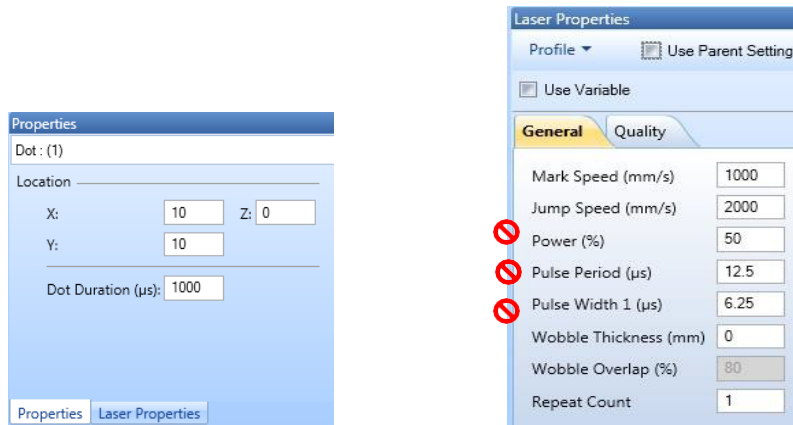 Properties
Dot : (1)
Location
X: 10 Z: 0
Y: 10
Dot Duration (µs): 1000
Properties Laser Properties
Laser Properties
Profile Use Parent Setting
Use Variable
General Quality
Mark Speed (mm/s) 1000
Jump Speed (mm/s) 2000
Power (%) 50
Pulse Period (µs) 12.5
Pulse Width 1 (µs) 6.25
Wobble Thickness (mm) 0
Wobble Overlap (%) 80
Repeat Count 1